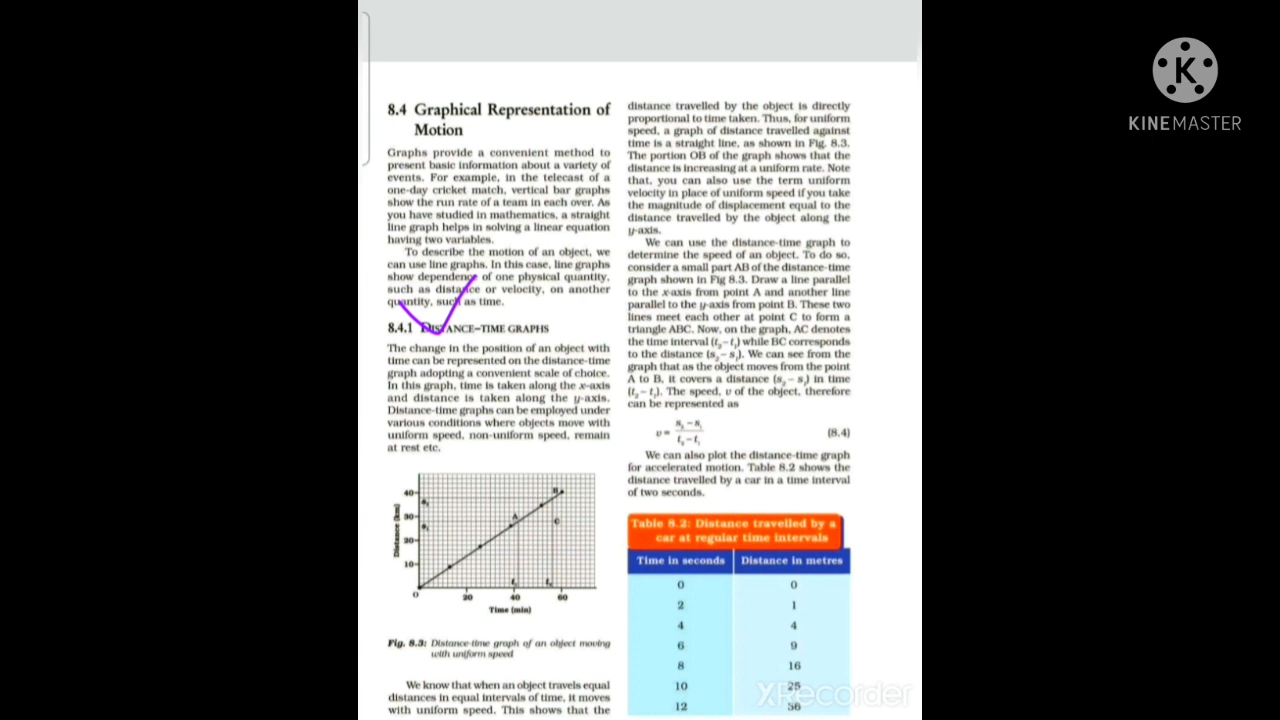 8.4 Graphical Representation of
Motion
Graphs provide a convenient method to
present basic information about a variety of
events. For example, in the telecast of a
one-day cricket match, vertical bar graphs
show the run rate of a team in each over. As
you have studied in mathematics, a straight
line graph helps in solving a linear equation
having two variables.
To describe the motion of an object, we
can use line graphs. In this case, line graphs
show dependence of one physical quantity,
such as distance or velocity, on another
quantity, such as time.
8.4.1 DISTANCE–TIME GRAPHS
The change in the position of an object with
time can be represented on the distance-time
graph adopting a convenient scale of choice.
In this graph, time is taken along the x-axis
and distance is taken along the y-axis.
Distance-time graphs can be employed under
various conditions where objects move with
uniform speed, non-uniform speed, remain
at rest etc.
Distance (km)
40
30
20
10
s₂
s₁
A
B
C
t₁
t₂
O
20
40
60
Time (min)
Fig. 8.3: Distance-time graph of an object moving
with uniform speed
We know that when an object travels equal
distances in equal intervals of time, it moves
with uniform speed. This shows that the
distance travelled by the object is directly
proportional to time taken. Thus, for uniform
speed, a graph of distance travelled against
time is a straight line, as shown in Fig. 8.3.
The portion OB of the graph shows that the
distance is increasing at a uniform rate. Note
that, you can also use the term uniform
velocity in place of uniform speed if you take
the magnitude of displacement equal to the
distance travelled by the object along the
y-axis.
We can use the distance-time graph to
determine the speed of an object. To do so,
consider a small part AB of the distance-time
graph shown in Fig 8.3. Draw a line parallel
to the x-axis from point A and another line
parallel to the y-axis from point B. These two
lines meet each other at point C to form a
triangle ABC. Now, on the graph, AC denotes
the time interval (t₂ – t₁) while BC corresponds
to the distance (s₂ – s₁). We can see from the
graph that as the object moves from the point
A to B, it covers a distance (s₂ – s₁) in time
(t₂ – t₁). The speed, v of the object, therefore
can be represented as
v = s₂ – s₁ / t₂ – t₁ (8.4)
We can also plot the distance-time graph
for accelerated motion. Table 8.2 shows the
distance travelled by a car in a time interval
of two seconds.
Table 8.2: Distance travelled by a
car at regular time intervals
Time in seconds Distance in metres
0 0
2 1
4 4
6 9
8 16
10 25
12 36
XRecorder
K
KINEMASTER